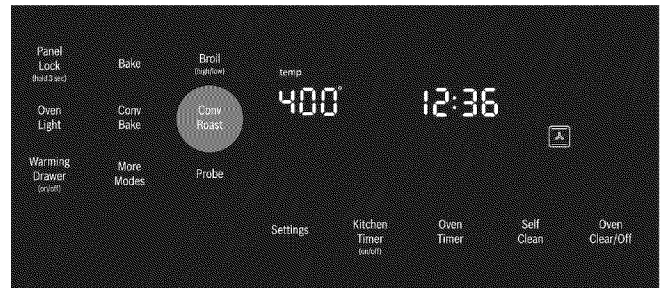 Panel
Lock
(hold 3 sec)
Bake
Broil
(high/low)
temp
400°
12:36
Oven
Light
Conv
Bake
Conv
Roast
Warming
Drawer
(on/off)
More
Modes
Probe
Settings
Kitchen
Timer
(on/off)
Oven
Timer
Self
Clean
Oven
Clear/Off